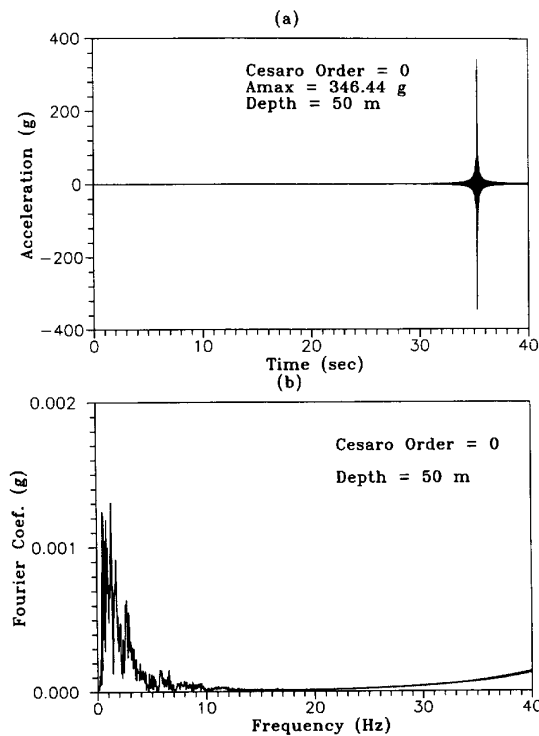 (a)
400
200
0
−200
−400
Acceleration (g)
Cesaro Order = 0
Amax = 346.44 g
Depth = 50 m
0 10 20 30 40
Time (sec)
(b)
0.002
0.001
0.000
Fourier Coef. (g)
Cesaro Order = 0
Depth = 50 m
0 10 20 30 40
Frequency (Hz)